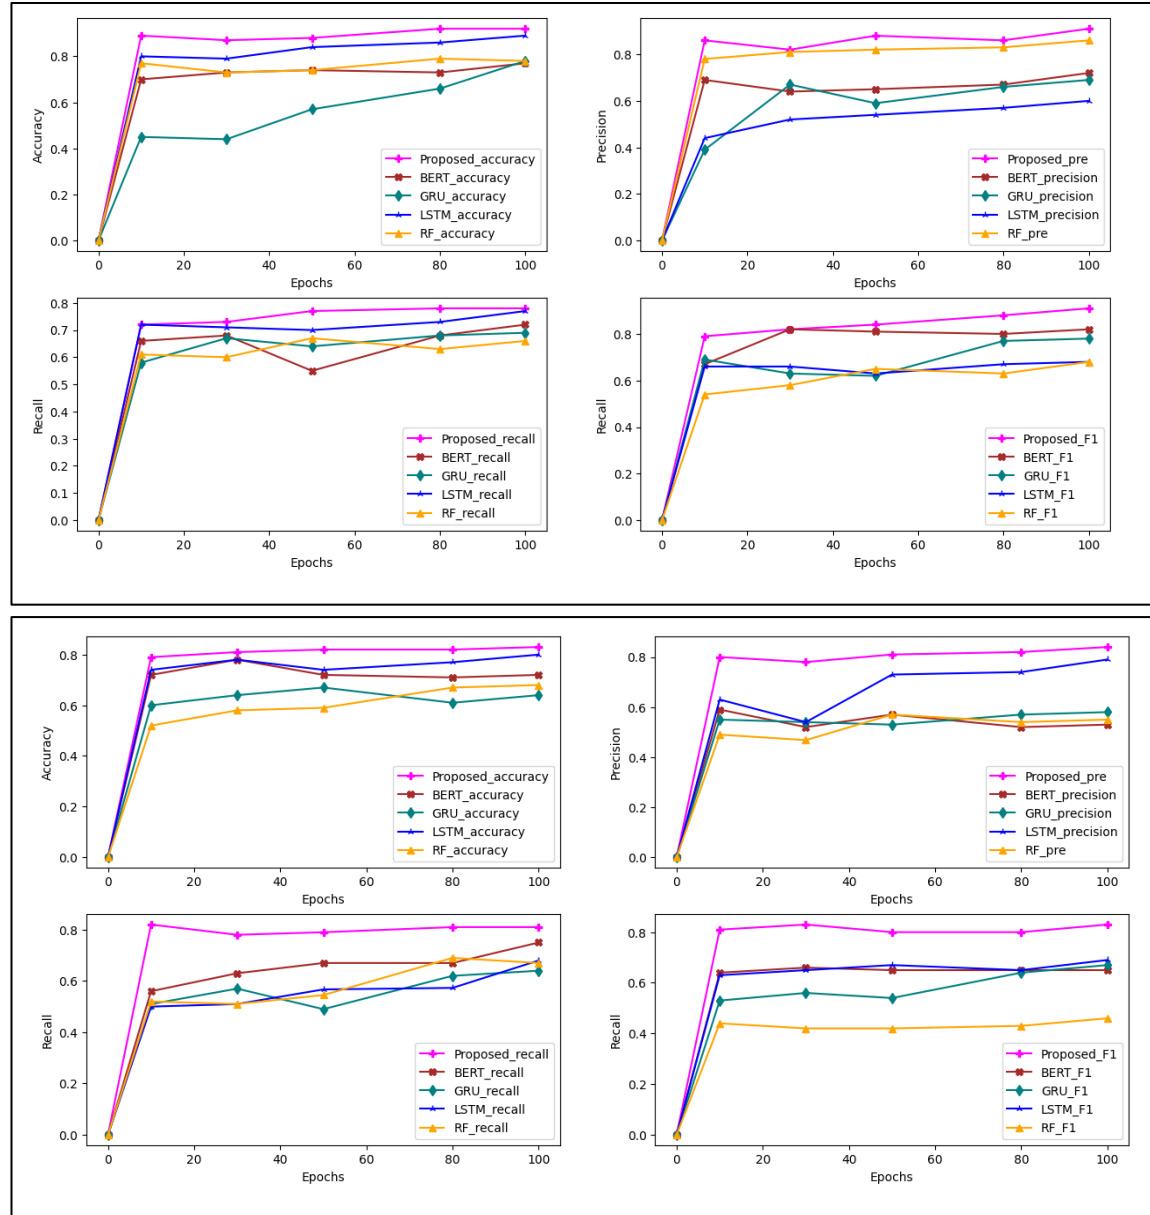 Accuracy
0.8
0.6
0.4
0.2
0.0
0 20 40 60 80 100
Epochs
Proposed_accuracy
BERT_accuracy
GRU_accuracy
LSTM_accuracy
RF_accuracy
Precision
0.8
0.6
0.4
0.2
0.0
0 20 40 60 80 100
Epochs
Proposed_pre
BERT_precision
GRU_precision
LSTM_precision
RF_pre
Recall
0.8
0.7
0.6
0.5
0.4
0.3
0.2
0.1
0.0
0 20 40 60 80 100
Epochs
Proposed_recall
BERT_recall
GRU_recall
LSTM_recall
RF_recall
Recall
0.8
0.6
0.4
0.2
0.0
0 20 40 60 80 100
Epochs
Proposed_F1
BERT_F1
GRU_F1
LSTM_F1
RF_F1
Accuracy
0.8
0.6
0.4
0.2
0.0
0 20 40 60 80 100
Epochs
Proposed_accuracy
BERT_accuracy
GRU_accuracy
LSTM_accuracy
RF_accuracy
Precision
0.8
0.6
0.4
0.2
0.0
0 20 40 60 80 100
Epochs
Proposed_pre
BERT_precision
GRU_precision
LSTM_precision
RF_pre
Recall
0.8
0.6
0.4
0.2
0.0
0 20 40 60 80 100
Epochs
Proposed_recall
BERT_recall
GRU_recall
LSTM_recall
RF_recall
Recall
0.8
0.6
0.4
0.2
0.0
0 20 40 60 80 100
Epochs
Proposed_F1
BERT_F1
GRU_F1
LSTM_F1
RF_F1